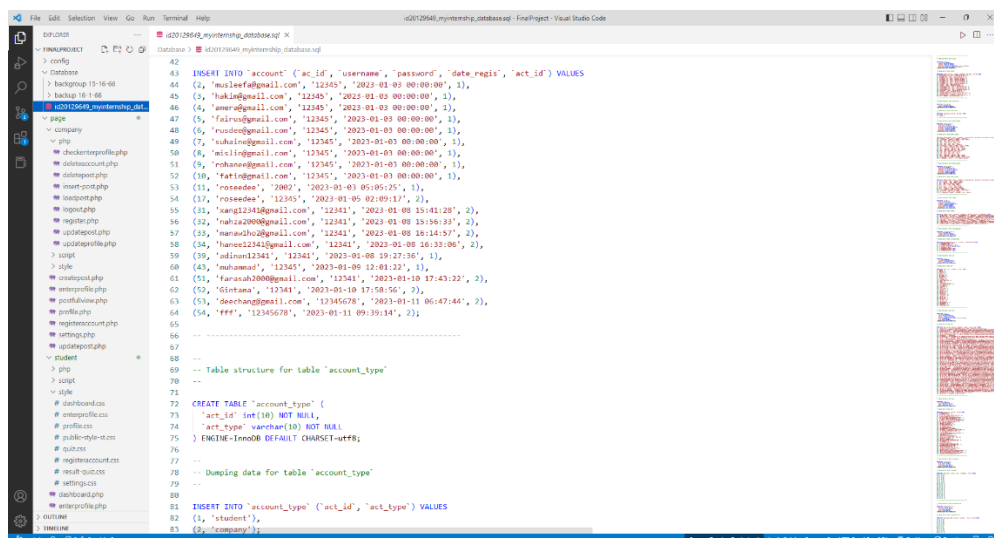 File Edit Selection View Go Run Terminal Help
id20129649_myinternship_database.sql - FinalProject - Visual Studio Code
EXPLORER
FINALPROJECT
config
Database
backgroup 15-16-66
backup 16-1-66
id20129649_myinternship_dat...
page
company
php
checkenterprofile.php
deleteaccount.php
deletepost.php
insert-post.php
loadpost.php
logout.php
register.php
updatepost.php
updateprofile.php
script
style
createpost.php
enterprofile.php
postfullview.php
profile.php
registeraccount.php
settings.php
updatepost.php
student
php
script
style
dashboard.css
enterprofile.css
profile.css
public-style-st.css
quiz.css
registeraccount.css
result-quiz.css
settings.css
dashboard.php
enterprofile.php
OUTLINE
TIMELINE
id20129649_myinternship_database.sql
Database > id20129649_myinternship_database.sql
42
43 INSERT INTO `account` (`ac_id`, `username`, `password`, `date_regis`, `act_id`) VALUES
44 (2, 'musleefa@gmail.com', '12345', '2023-01-03 00:00:00', 1),
45 (3, 'hakim@gmail.com', '12345', '2023-01-03 00:00:00', 1),
46 (4, 'amera@gmail.com', '12345', '2023-01-03 00:00:00', 1),
47 (5, 'fairus@gmail.com', '12345', '2023-01-03 00:00:00', 1),
48 (6, 'rusdee@gmail.com', '12345', '2023-01-03 00:00:00', 1),
49 (7, 'suhaine@gmail.com', '12345', '2023-01-03 00:00:00', 1),
50 (8, 'mislin@gmail.com', '12345', '2023-01-03 00:00:00', 1),
51 (9, 'rohanee@gmail.com', '12345', '2023-01-03 00:00:00', 1),
52 (10, 'fatin@gmail.com', '12345', '2023-01-03 00:00:00', 1),
53 (11, 'roseedee', '2002', '2023-01-03 05:05:25', 1),
54 (17, 'roseedee', '12345', '2023-01-05 02:09:17', 2),
55 (31, 'xang12341@gmail.com', '12341', '2023-01-08 15:41:28', 2),
56 (32, 'nahza2000@gmail.com', '12341', '2023-01-08 15:56:33', 2),
57 (33, 'manawiho2@gmail.com', '12341', '2023-01-08 16:14:57', 2),
58 (34, 'hanee12341@gmail.com', '12341', '2023-01-08 16:33:06', 2),
59 (39, 'adinan12341', '12341', '2023-01-08 19:27:36', 1),
60 (43, 'muhammad', '12345', '2023-01-09 12:01:22', 1),
61 (51, 'farasah2000@gmail.com', '12341', '2023-01-10 17:43:22', 2),
62 (52, 'Gintama', '12341', '2023-01-10 17:58:56', 2),
63 (53, 'deechang@gmail.com', '12345678', '2023-01-11 06:47:44', 2),
64 (54, 'fff', '12345678', '2023-01-11 09:39:14', 2);
65
66 -- --------------------------------------------------------
67
68 --
69 -- Table structure for table `account_type`
70 --
71
72 CREATE TABLE `account_type` (
73 `act_id` int(10) NOT NULL,
74 `act_type` varchar(10) NOT NULL
75 ) ENGINE=InnoDB DEFAULT CHARSET=utf8;
76
77 --
78 -- Dumping data for table `account_type`
79 --
80
81 INSERT INTO `account_type` (`act_id`, `act_type`) VALUES
82 (1, 'student'),
83 (2, 'company'),